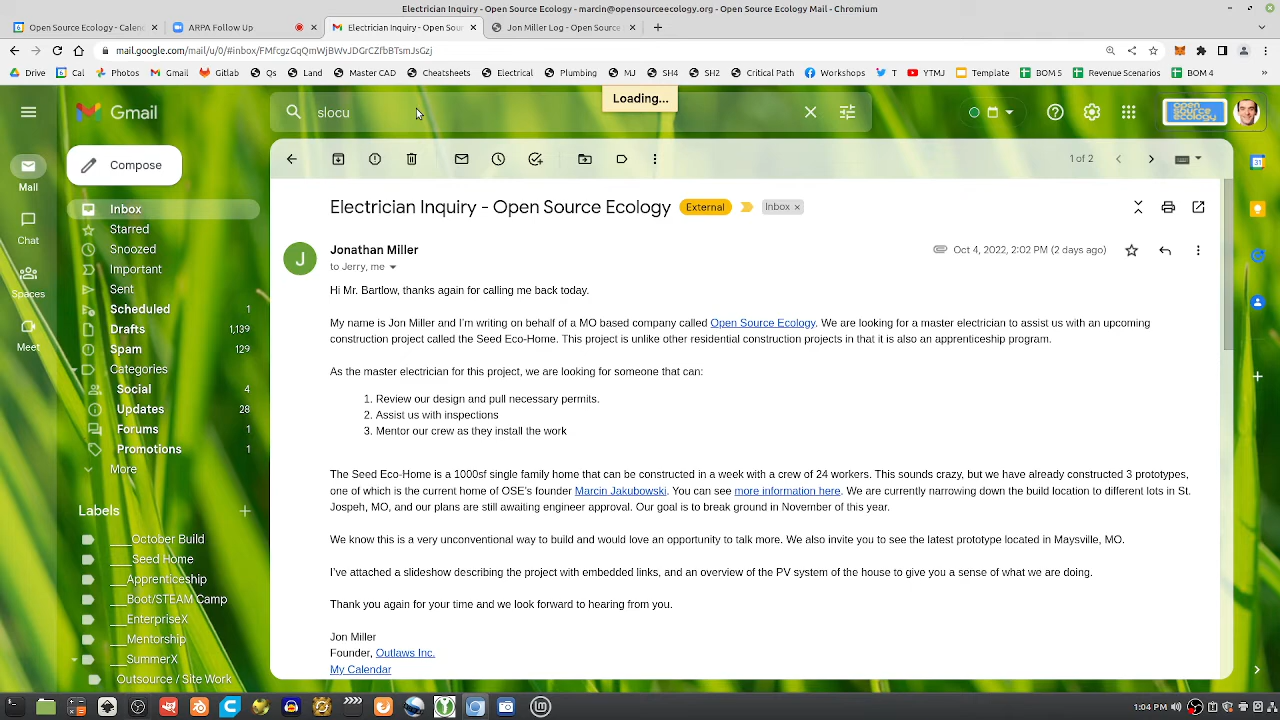 Electrician Inquiry - Open Source Ecology - marcin@opensourceecology.org - Open Source Ecology Mail - Chromium
Open Source Ecology - Calen
ARPA Follow Up
Electrician Inquiry - Open Sour
Jon Miller Log - Open Source
mail.google.com/mail/u/0/#inbox/FMfcgzGqQmWjBWvJDGrCZfbBTsmJsGzj
Drive
Cal
Photos
Gmail
Gitlab
Qs
Land
Master CAD
Cheatsheets
Electrical
Plumbing
MJ
SH4
SH2
Critical Path
Workshops
T
YTMJ
Template
BOM 5
Revenue Scenarios
BOM 4
Loading...
Gmail
slocu
open source ecology
Compose
1 of 2
Mail
Chat
Spaces
Meet
Inbox
Starred
Snoozed
Important
Sent
Scheduled 1
Drafts 1,139
Spam 129
Categories
Social 4
Updates 28
Forums 1
Promotions 1
More
Labels
___October Build
___Seed Home
___Apprenticeship
___Boot/STEAM Camp
___EnterpriseX
___Mentorship
___SummerX
Outsource / Site Work
Electrician Inquiry - Open Source Ecology
External
Inbox ×
J
Jonathan Miller
Oct 4, 2022, 2:02 PM (2 days ago)
to Jerry, me
Hi Mr. Bartlow, thanks again for calling me back today.
My name is Jon Miller and I'm writing on behalf of a MO based company called Open Source Ecology. We are looking for a master electrician to assist us with an upcoming
construction project called the Seed Eco-Home. This project is unlike other residential construction projects in that it is also an apprenticeship program.
As the master electrician for this project, we are looking for someone that can:
1. Review our design and pull necessary permits.
2. Assist us with inspections
3. Mentor our crew as they install the work
The Seed Eco-Home is a 1000sf single family home that can be constructed in a week with a crew of 24 workers. This sounds crazy, but we have already constructed 3 prototypes,
one of which is the current home of OSE's founder Marcin Jakubowski. You can see more information here. We are currently narrowing down the build location to different lots in St.
Jospeh, MO, and our plans are still awaiting engineer approval. Our goal is to break ground in November of this year.
We know this is a very unconventional way to build and would love an opportunity to talk more. We also invite you to see the latest prototype located in Maysville, MO.
I've attached a slideshow describing the project with embedded links, and an overview of the PV system of the house to give you a sense of what we are doing.
Thank you again for your time and we look forward to hearing from you.
Jon Miller
Founder, Outlaws Inc.
My Calendar
1:04 PM